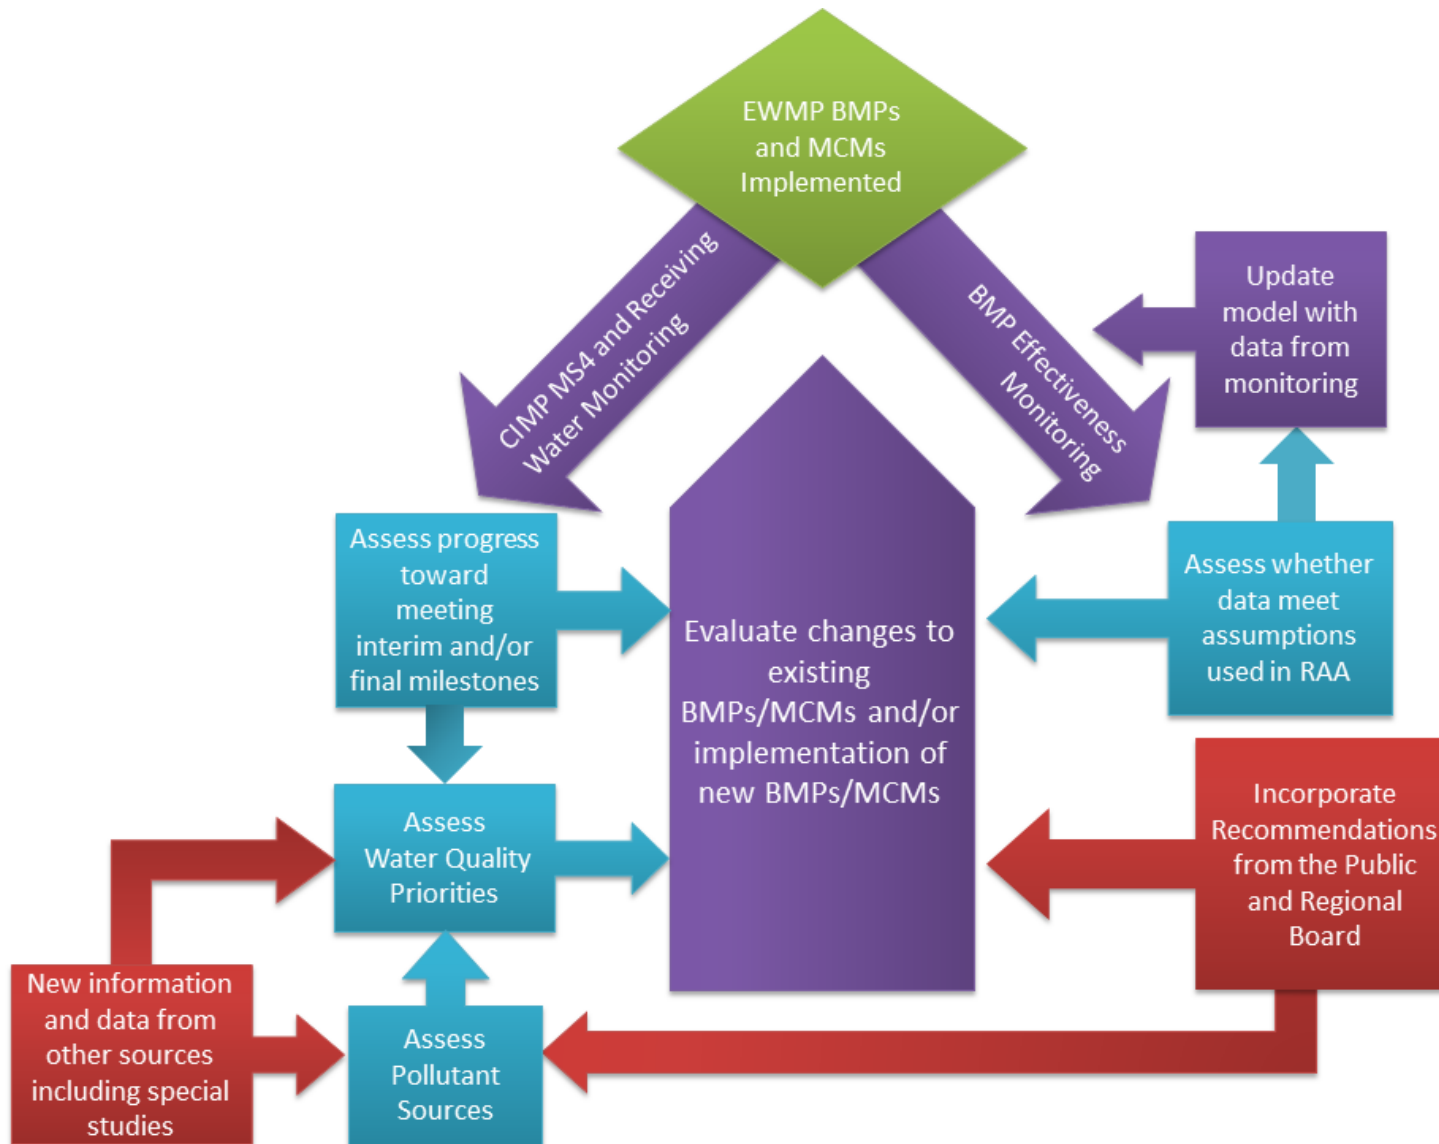 EWMP BMPs
and MCMs
Implemented
CIMP MS4 and Receiving
Water Monitoring
BMP Effectiveness
Monitoring
Update
model with
data from
monitoring
Assess progress
toward
meeting
interim and/or
final milestones
Evaluate changes to
existing
BMPs/MCMs and/or
implementation of
new BMPs/MCMs
Assess whether
data meet
assumptions
used in RAA
Assess
Water Quality
Priorities
Incorporate
Recommendations
from the Public
and Regional
Board
New information
and data from
other sources
including special
studies
Assess
Pollutant
Sources